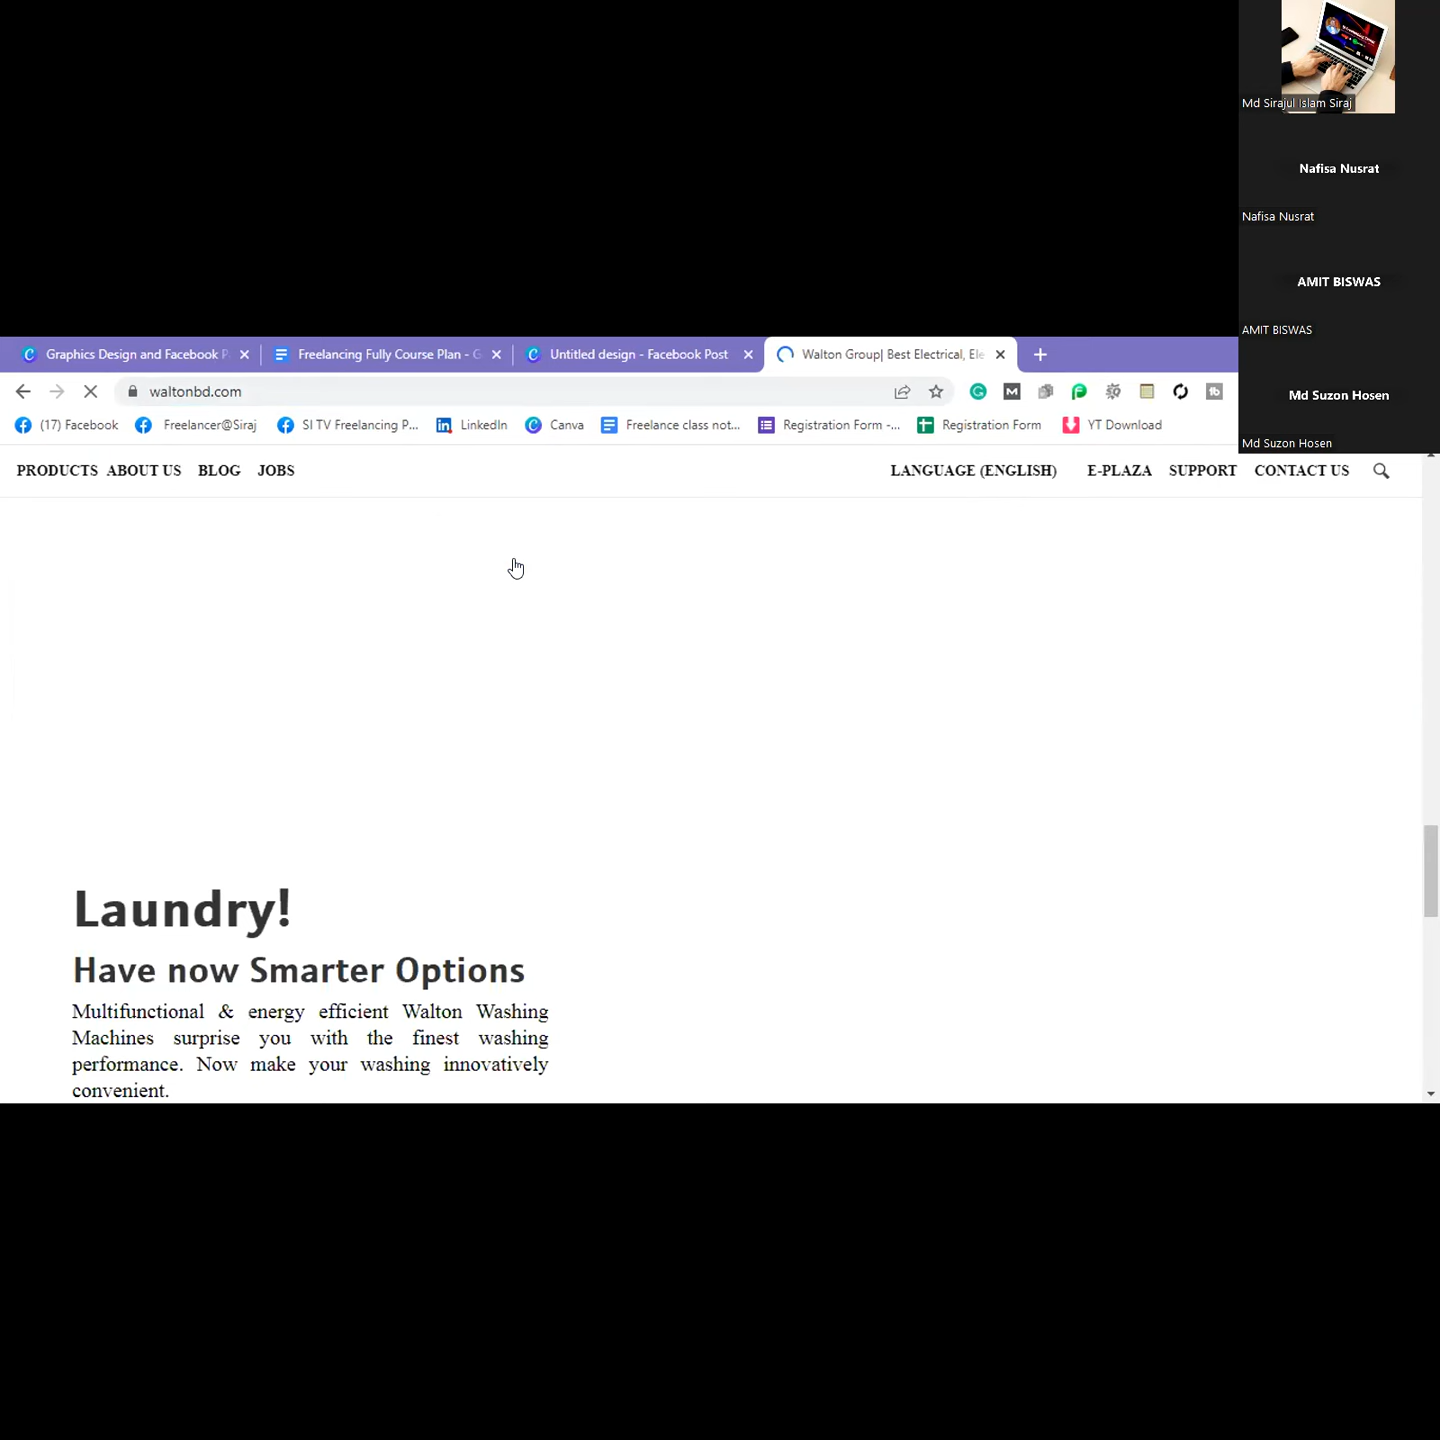 Md Sirajul Islam Siraj
Nafisa Nusrat
Nafisa Nusrat
AMIT BISWAS
AMIT BISWAS
Md Suzon Hosen
Md Suzon Hosen
Graphics Design and Facebook P
Freelancing Fully Course Plan - G
Untitled design - Facebook Post
Walton Group| Best Electrical, Ele
waltonbd.com
(17) Facebook
Freelancer@Siraj
SI TV Freelancing P...
LinkedIn
Canva
Freelance class not...
Registration Form -...
Registration Form
YT Download
PRODUCTS ABOUT US BLOG JOBS
LANGUAGE (ENGLISH) E-PLAZA SUPPORT CONTACT US
Laundry!
Have now Smarter Options
Multifunctional & energy efficient Walton Washing
Machines surprise you with the finest washing
performance. Now make your washing innovatively
convenient.